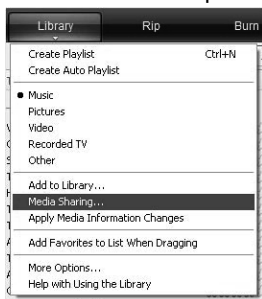 Library Rip Burn
Create Playlist Ctrl+N
Create Auto Playlist
Music
Pictures
Video
Recorded TV
Other
Add to Library...
Media Sharing...
Apply Media Information Changes
Add Favorites to List When Dragging
More Options...
Help with Using the Library